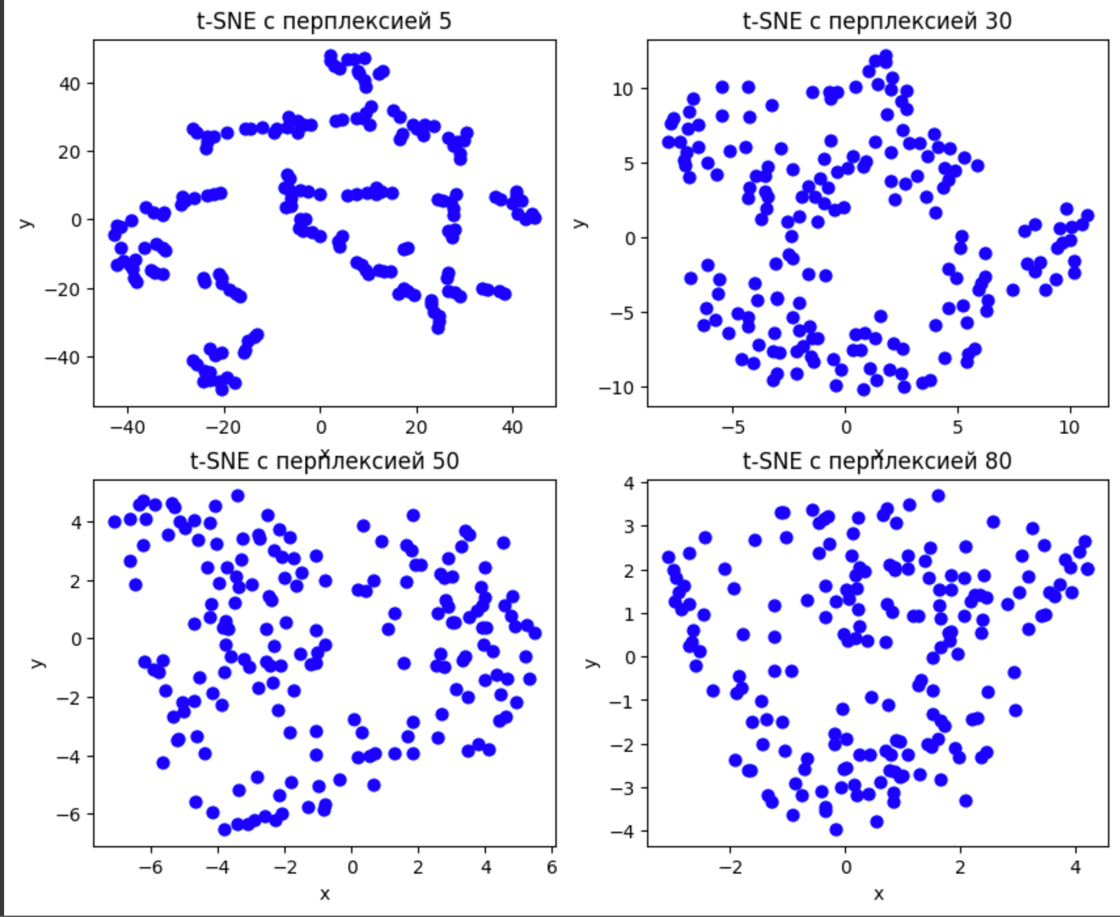 t-SNE с перплексией 5
y
40
20
0
−20
−40
−40 −20 0 20 40
x
t-SNE с перплексией 30
y
10
5
0
−5
−10
−5 0 5 10
x
t-SNE с перплексией 50
y
4
2
0
−2
−4
−6
−6 −4 −2 0 2 4 6
x
t-SNE с перплексией 80
y
4
3
2
1
0
−1
−2
−3
−4
−2 0 2 4
x